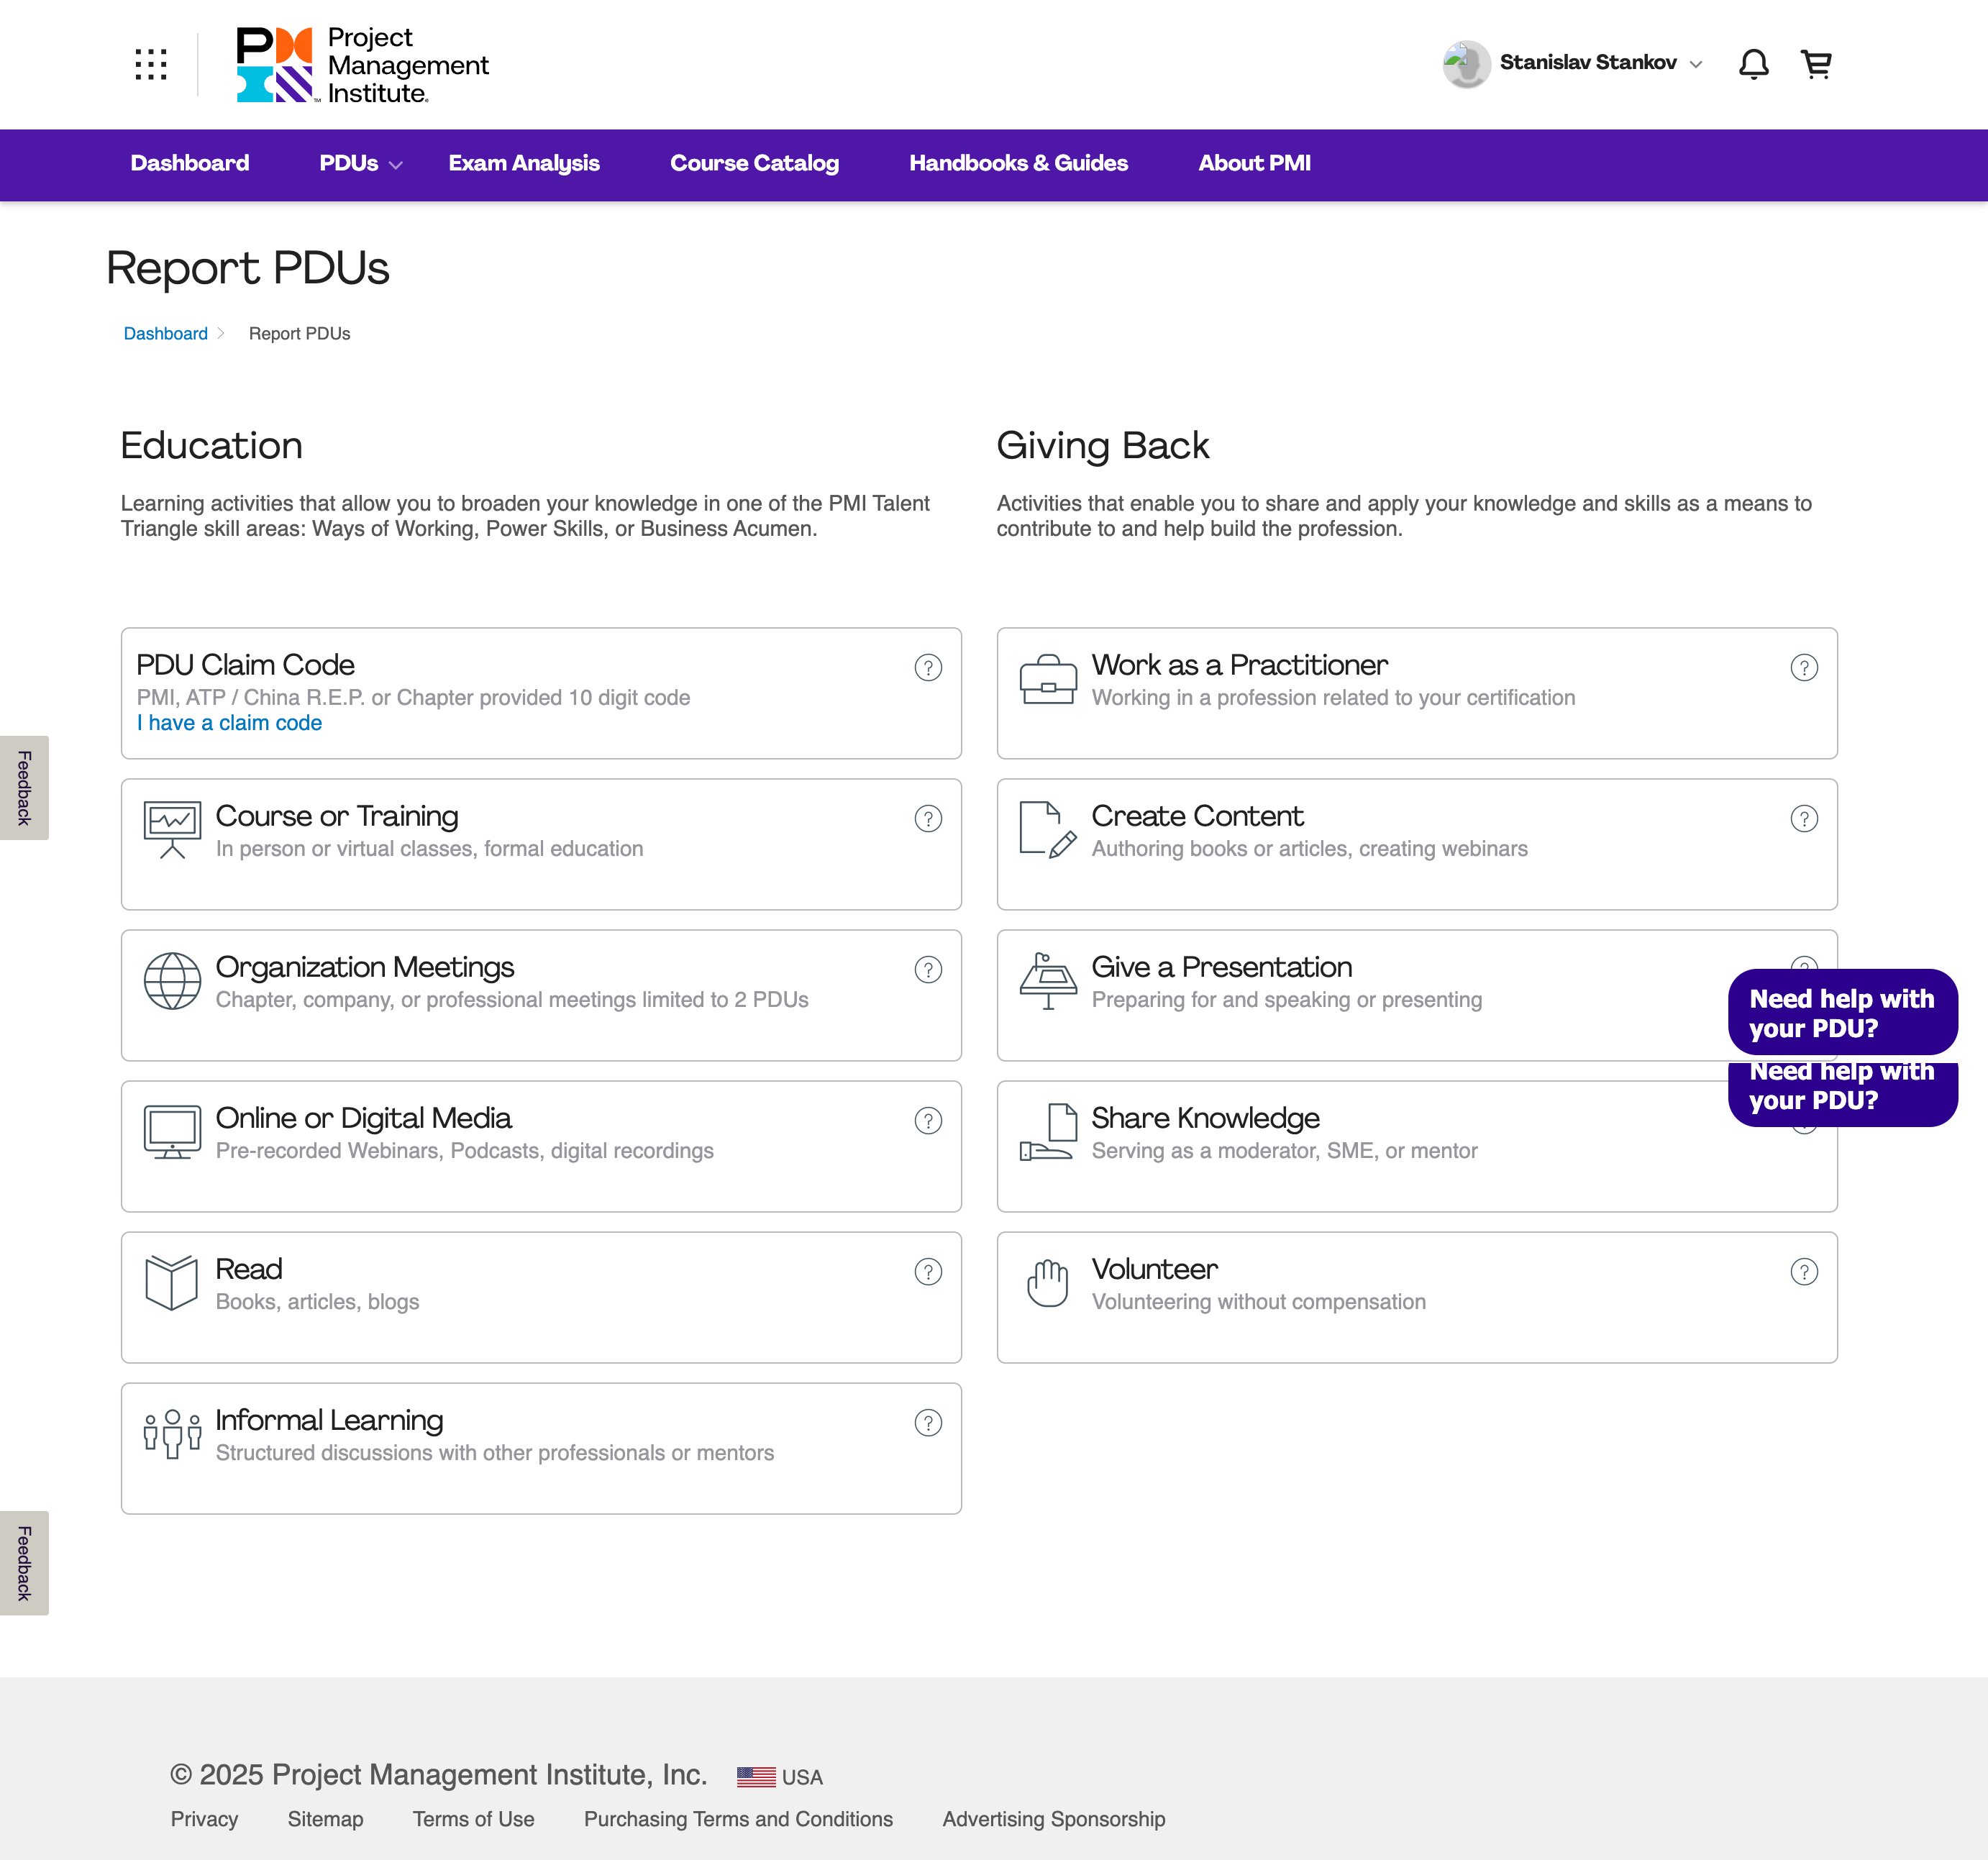 Project
Management
Institute.
Stanislav Stankov
Dashboard
PDUs
Exam Analysis
Course Catalog
Handbooks & Guides
About PMI
Report PDUs
Dashboard
Report PDUs
Education
Learning activities that allow you to broaden your knowledge in one of the PMI Talent
Triangle skill areas: Ways of Working, Power Skills, or Business Acumen.
PDU Claim Code
PMI, ATP / China R.E.P. or Chapter provided 10 digit code
I have a claim code
Course or Training
In person or virtual classes, formal education
Organization Meetings
Chapter, company, or professional meetings limited to 2 PDUs
Online or Digital Media
Pre-recorded Webinars, Podcasts, digital recordings
Read
Books, articles, blogs
Informal Learning
Structured discussions with other professionals or mentors
Giving Back
Activities that enable you to share and apply your knowledge and skills as a means to
contribute to and help build the profession.
Work as a Practitioner
Working in a profession related to your certification
Create Content
Authoring books or articles, creating webinars
Give a Presentation
Preparing for and speaking or presenting
Share Knowledge
Serving as a moderator, SME, or mentor
Volunteer
Volunteering without compensation
Need help with
your PDU?
Need help with
your PDU?
Feedback
Feedback
© 2025 Project Management Institute, Inc.
USA
Privacy
Sitemap
Terms of Use
Purchasing Terms and Conditions
Advertising Sponsorship